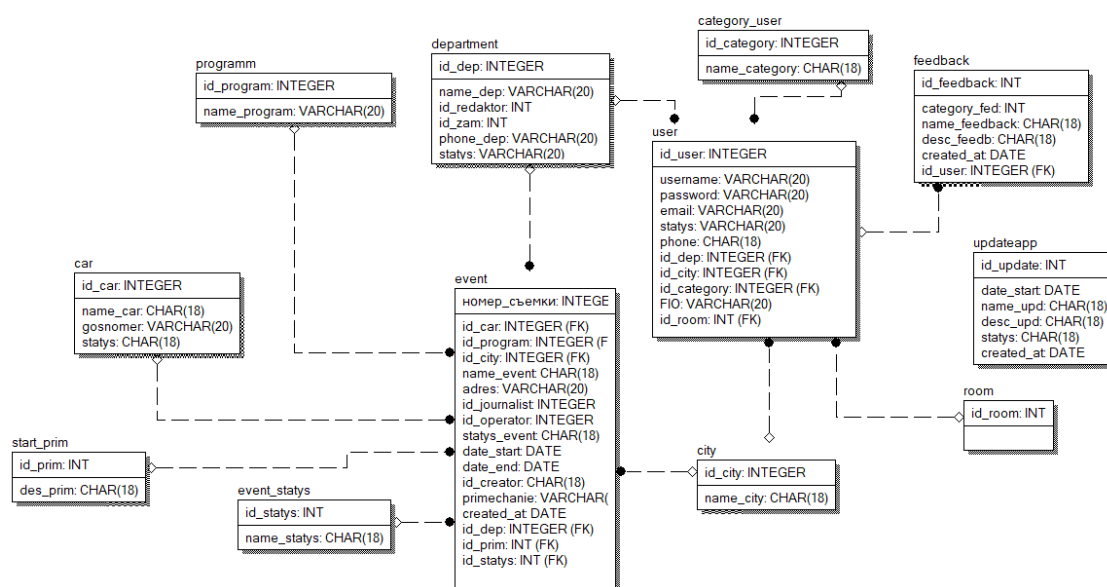 programm
id_program: INTEGER
name_program: VARCHAR(20)
department
id_dep: INTEGER
name_dep: VARCHAR(20)
id_redaktor: INT
id_zam: INT
phone_dep: VARCHAR(20)
statys: VARCHAR(20)
category_user
id_category: INTEGER
name_category: CHAR(18)
feedback
id_feedback: INT
category_fed: INT
name_feedback: CHAR(18)
desc_feedb: CHAR(18)
created_at: DATE
id_user: INTEGER (FK)
user
id_user: INTEGER
username: VARCHAR(20)
password: VARCHAR(20)
email: VARCHAR(20)
statys: VARCHAR(20)
phone: CHAR(18)
id_dep: INTEGER (FK)
id_city: INTEGER (FK)
id_category: INTEGER (FK)
FIO: VARCHAR(20)
id_room: INT (FK)
updateapp
id_update: INT
date_start: DATE
name_upd: CHAR(18)
desc_upd: CHAR(18)
statys: CHAR(18)
created_at: DATE
car
id_car: INTEGER
name_car: CHAR(18)
gosnomer: VARCHAR(20)
statys: CHAR(18)
event
номер_съемки: INTEGE
id_car: INTEGER (FK)
id_program: INTEGER (F
id_city: INTEGER (FK)
name_event: CHAR(18)
adres: VARCHAR(20)
id_journalist: INTEGER
id_operator: INTEGER
statys_event: CHAR(18)
date_start: DATE
date_end: DATE
id_creator: CHAR(18)
primechanie: VARCHAR(
created_at: DATE
id_dep: INTEGER (FK)
id_prim: INT (FK)
id_statys: INT (FK)
room
id_room: INT
start_prim
id_prim: INT
des_prim: CHAR(18)
event_statys
id_statys: INT
name_statys: CHAR(18)
city
id_city: INTEGER
name_city: CHAR(18)